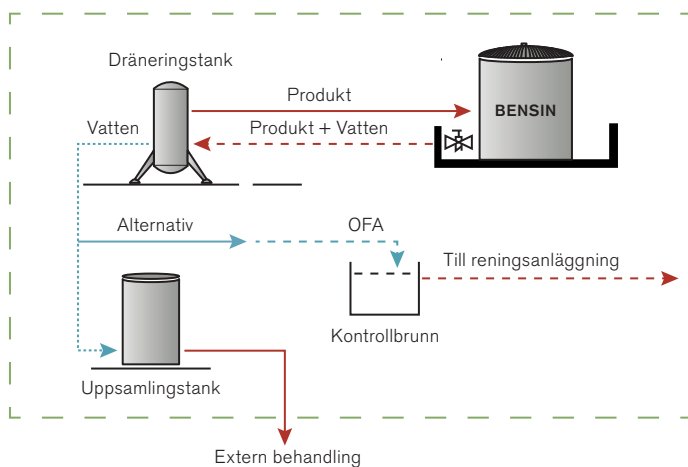 Dräneringstank
Produkt
BENSIN
Vatten
Produkt + Vatten
Alternativ
OFA
Till reningsanläggning
Kontrollbrunn
Uppsamlingstank
Extern behandling